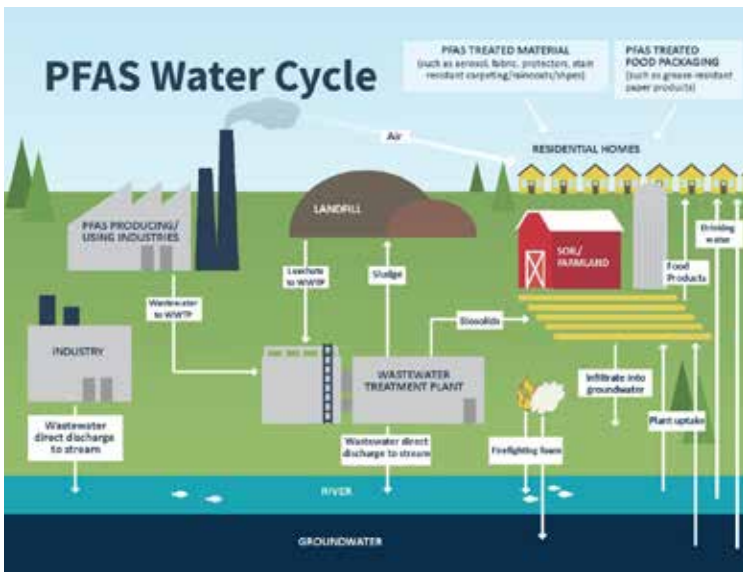 PFAS Water Cycle
PFAS TREATED MATERIAL
(such as aerosol, fabric, protectors, stain
resistant carpeting/raincoats/stpes)
PFAS TREATED
FOOD PACKAGING
(such as grease-resistant
paper products)
Air
RESIDENTIAL HOMES
PFAS PRODUCING/
USING INDUSTRIES
LANDFILL
SOIL/
FARMLAND
Drinking
water
Leachate
to WWTP
Sludge
Food
Products
Wastewater
to WWTP
Biosolids
INDUSTRY
WASTEWATER
TREATMENT PLANT
Infiltrate into
groundwater
Plant uptake
Wastewater
direct discharge
to stream
Wastewater direct
discharge to stream
Firefighting foam
RIVER
GROUNDWATER